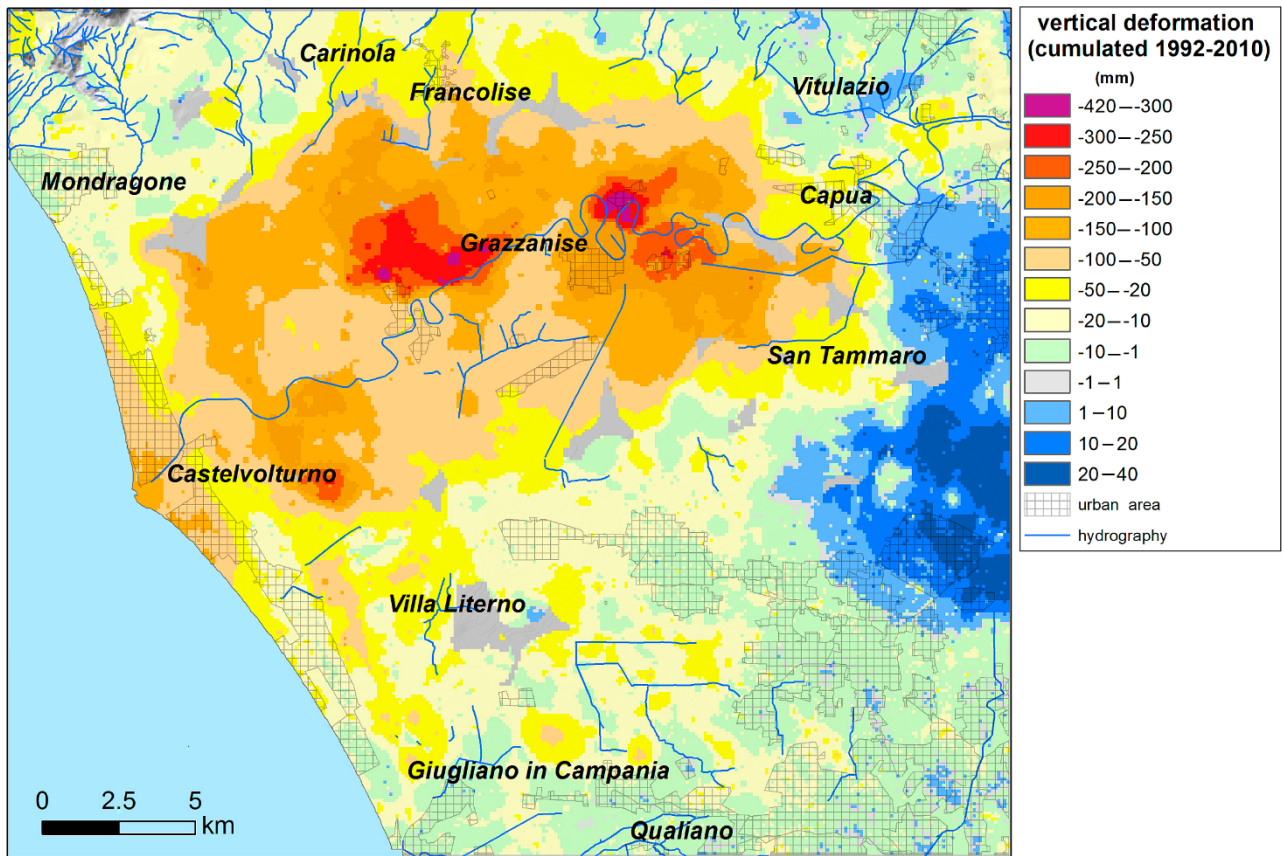 vertical deformation
(cumulated 1992-2010)
(mm)
-420—-300
-300—-250
-250—-200
-200—-150
-150—-100
-100—-50
-50—-20
-20—-10
-10—-1
-1—1
1—10
10—20
20—40
urban area
hydrography
Carinola
Francolise
Vitulazio
Mondragone
Capua
Grazzanise
San Tammaro
Castelvolturno
Villa Literno
Giugliano in Campania
Qualiano
0 2.5 5
km